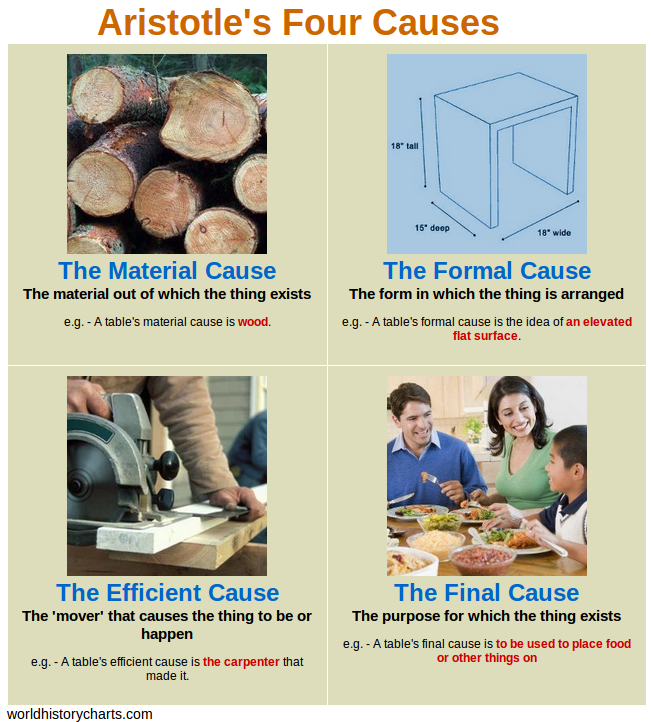 Aristotle's Four Causes
18" tall
15" deep
18" wide
The Material Cause
The material out of which the thing exists
e.g. - A table's material cause is wood.
The Formal Cause
The form in which the thing is arranged
e.g. - A table's formal cause is the idea of an elevated
flat surface.
The Efficient Cause
The 'mover' that causes the thing to be or
happen
e.g. - A table's efficient cause is the carpenter that
made it.
The Final Cause
The purpose for which the thing exists
e.g. - A table's final cause is to be used to place food
or other things on
worldhistorycharts.com